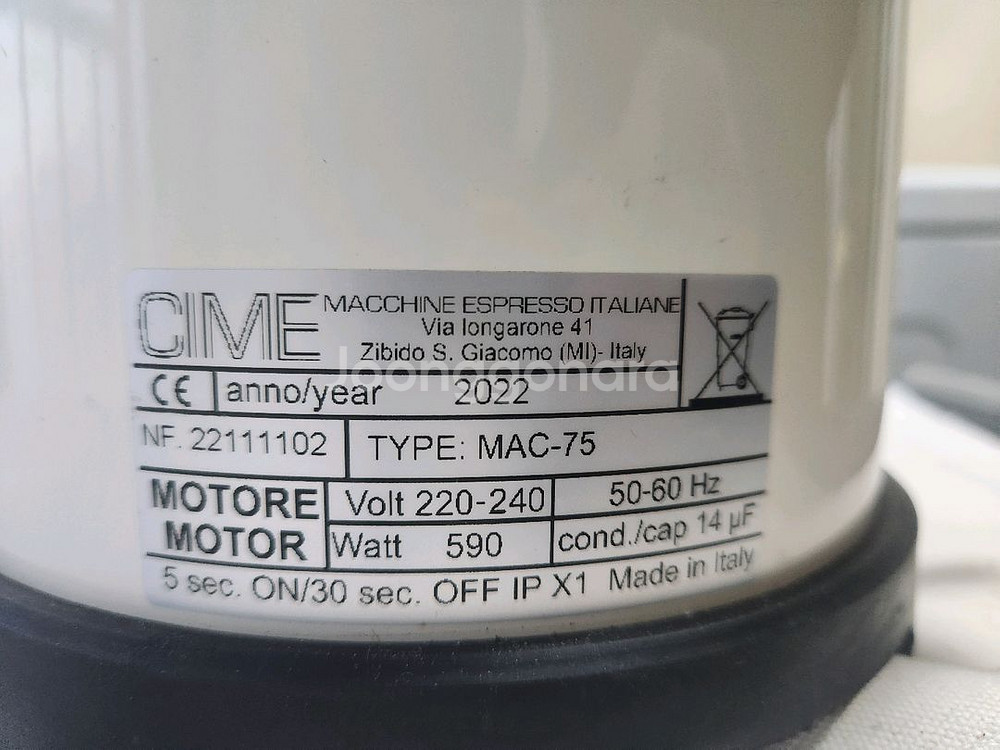 CIME
MACCHINE ESPRESSO ITALIANE
Via longarone 41
Zibido S. Giacomo (MI)- Italy
Joonggonara
CE anno/year 2022
NF. 22111102 TYPE: MAC-75
MOTORE Volt 220-240 50-60 Hz
MOTOR Watt 590 cond./cap 14 µF
5 sec. ON/30 sec. OFF IP X1 Made in Italy